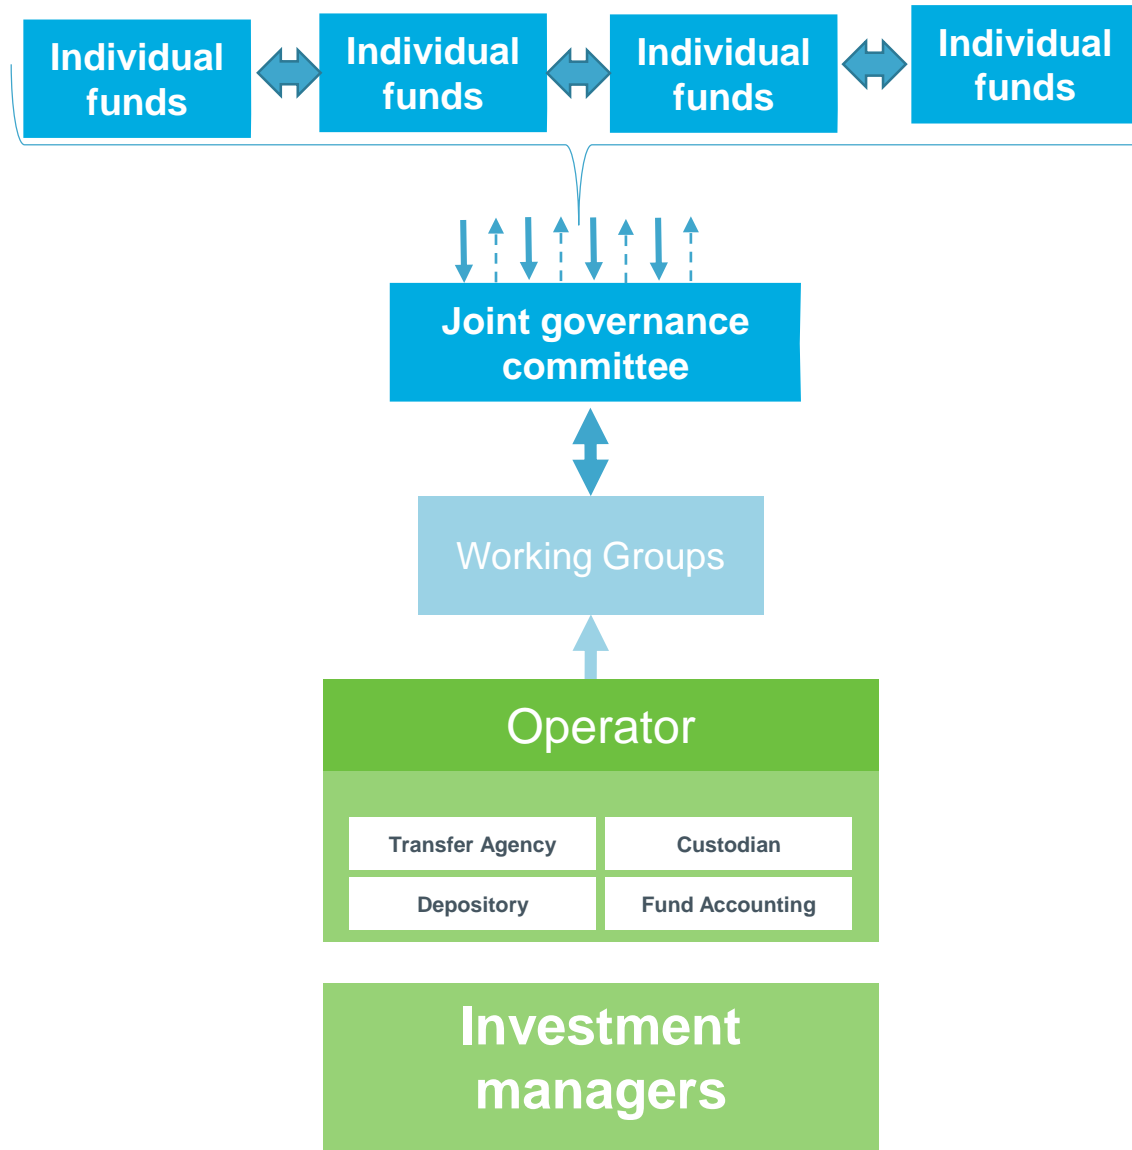 Individual
funds
Individual
funds
Individual
funds
Individual
funds
Joint governance
committee
Working Groups
Operator
Transfer Agency
Custodian
Depository
Fund Accounting
Investment
managers